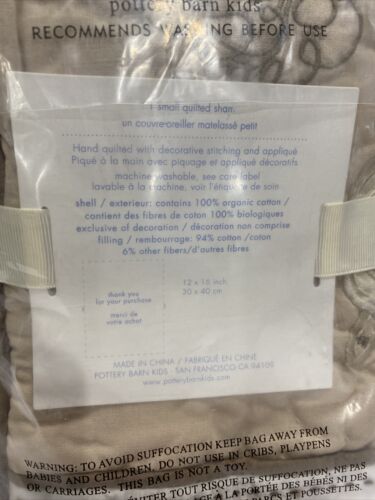 pottery barn kids
RECOMMENDS WASHING BEFORE USE
1 small quilted sham
un couvre-oreiller matelassé petit
Hand quilted with decorative stitching and appliqué
Piqué à la main avec piquage et appliqué décoratifs
machine washable, see care label
lavable à la machine, voir l'étiquette de soin
shell / exterieur: contains 100% organic cotton /
contient des fibres de coton 100% biologiques
exclusive of decoration / décoration non comprise
filling / rembourrage: 94% cotton /coton
6% other fibers/d'autres fibres
12 x 16 inch
30 x 40 cm
thank you
for your purchase
merci de
votre achat
MADE IN CHINA / FABRIQUÉ EN CHINE
POTTERY BARN KIDS - SAN FRANCISCO CA 94109
www.potterybarnkids.com
WARNING: TO AVOID SUFFOCATION KEEP BAG AWAY FROM
BABIES AND CHILDREN. DO NOT USE IN CRIBS, PLAYPENS
OR CARRIAGES. THIS BAG IS NOT A TOY.
ÉVITER TOUT RISQUE DE SUFFOCATION, NE PAS
À LA PORTÉE DES BÉBÉS NI DES
PARCS ET POUSSETTES.